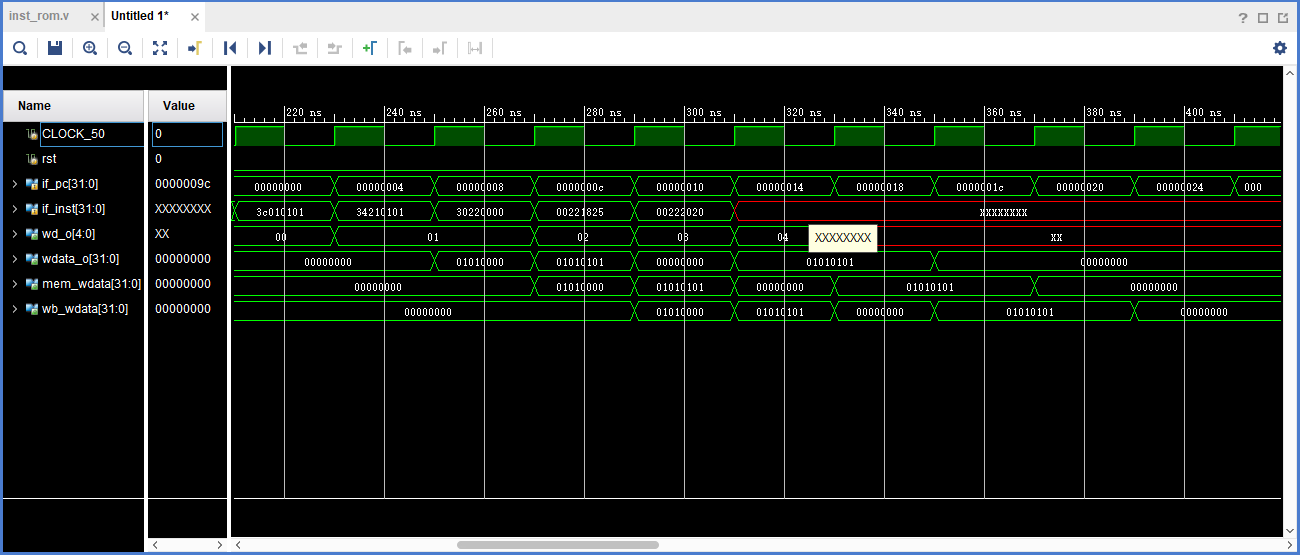 inst_rom.v × Untitled 1* ×
Name Value
220 ns 240 ns 260 ns 280 ns 300 ns 320 ns 340 ns 360 ns 380 ns 400 ns
CLOCK_50 0
rst 0
if_pc[31:0] 0000009c 00000000 00000004 00000008 0000000c 00000010 00000014 00000018 0000001c 00000020 00000024 000
if_inst[31:0] XXXXXXXX 3c010101 34210101 30220000 00221825 00222020 XXXXXXXX
wd_o[4:0] XX 00 01 02 03 04 XXXXXXXX XX
wdata_o[31:0] 00000000 00000000 01010000 01010101 00000000 01010101 00000000
mem_wdata[31:0] 00000000 00000000 01010000 01010101 00000000 01010101 00000000
wb_wdata[31:0] 00000000 00000000 01010000 01010101 00000000 01010101 00000000